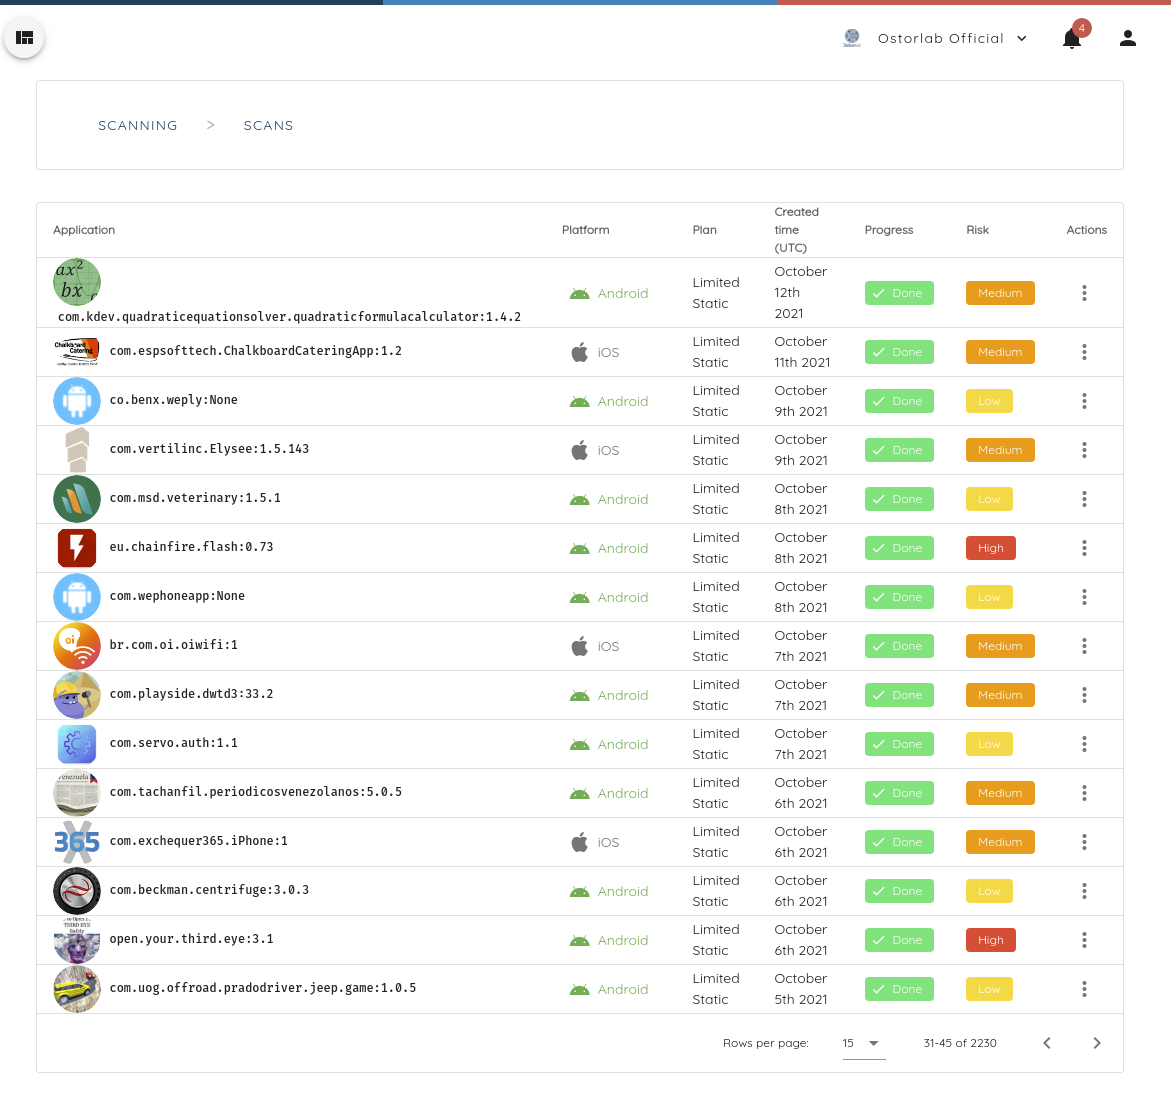 Ostorlab Official
4
SCANNING > SCANS
Application Platform Plan Created time (UTC) Progress Risk Actions
ax2
bx
com.kdev.quadraticequationsolver.quadraticformulacalculator:1.4.2 Android Limited Static October 12th 2021 Done Medium
Chalkboard Catering
com.espsofttech.ChalkboardCateringApp:1.2 iOS Limited Static October 11th 2021 Done Medium
co.benx.weply:None Android Limited Static October 9th 2021 Done Low
com.vertilinc.Elysee:1.5.143 iOS Limited Static October 9th 2021 Done Medium
com.msd.veterinary:1.5.1 Android Limited Static October 8th 2021 Done Low
eu.chainfire.flash:0.73 Android Limited Static October 8th 2021 Done High
com.wephoneapp:None Android Limited Static October 8th 2021 Done Low
oi
br.com.oi.oiwifi:1 iOS Limited Static October 7th 2021 Done Medium
com.playside.dwtd3:33.2 Android Limited Static October 7th 2021 Done Medium
com.servo.auth:1.1 Android Limited Static October 7th 2021 Done Low
enezuela
com.tachanfil.periodicosvenezolanos:5.0.5 Android Limited Static October 6th 2021 Done Medium
365
com.exchequer365.iPhone:1 iOS Limited Static October 6th 2021 Done Medium
com.beckman.centrifuge:3.0.3 Android Limited Static October 6th 2021 Done Low
THIRD EYE
Safely
open.your.third.eye:3.1 Android Limited Static October 6th 2021 Done High
com.uog.offroad.pradodriver.jeep.game:1.0.5 Android Limited Static October 5th 2021 Done Low
Rows per page: 15 31-45 of 2230